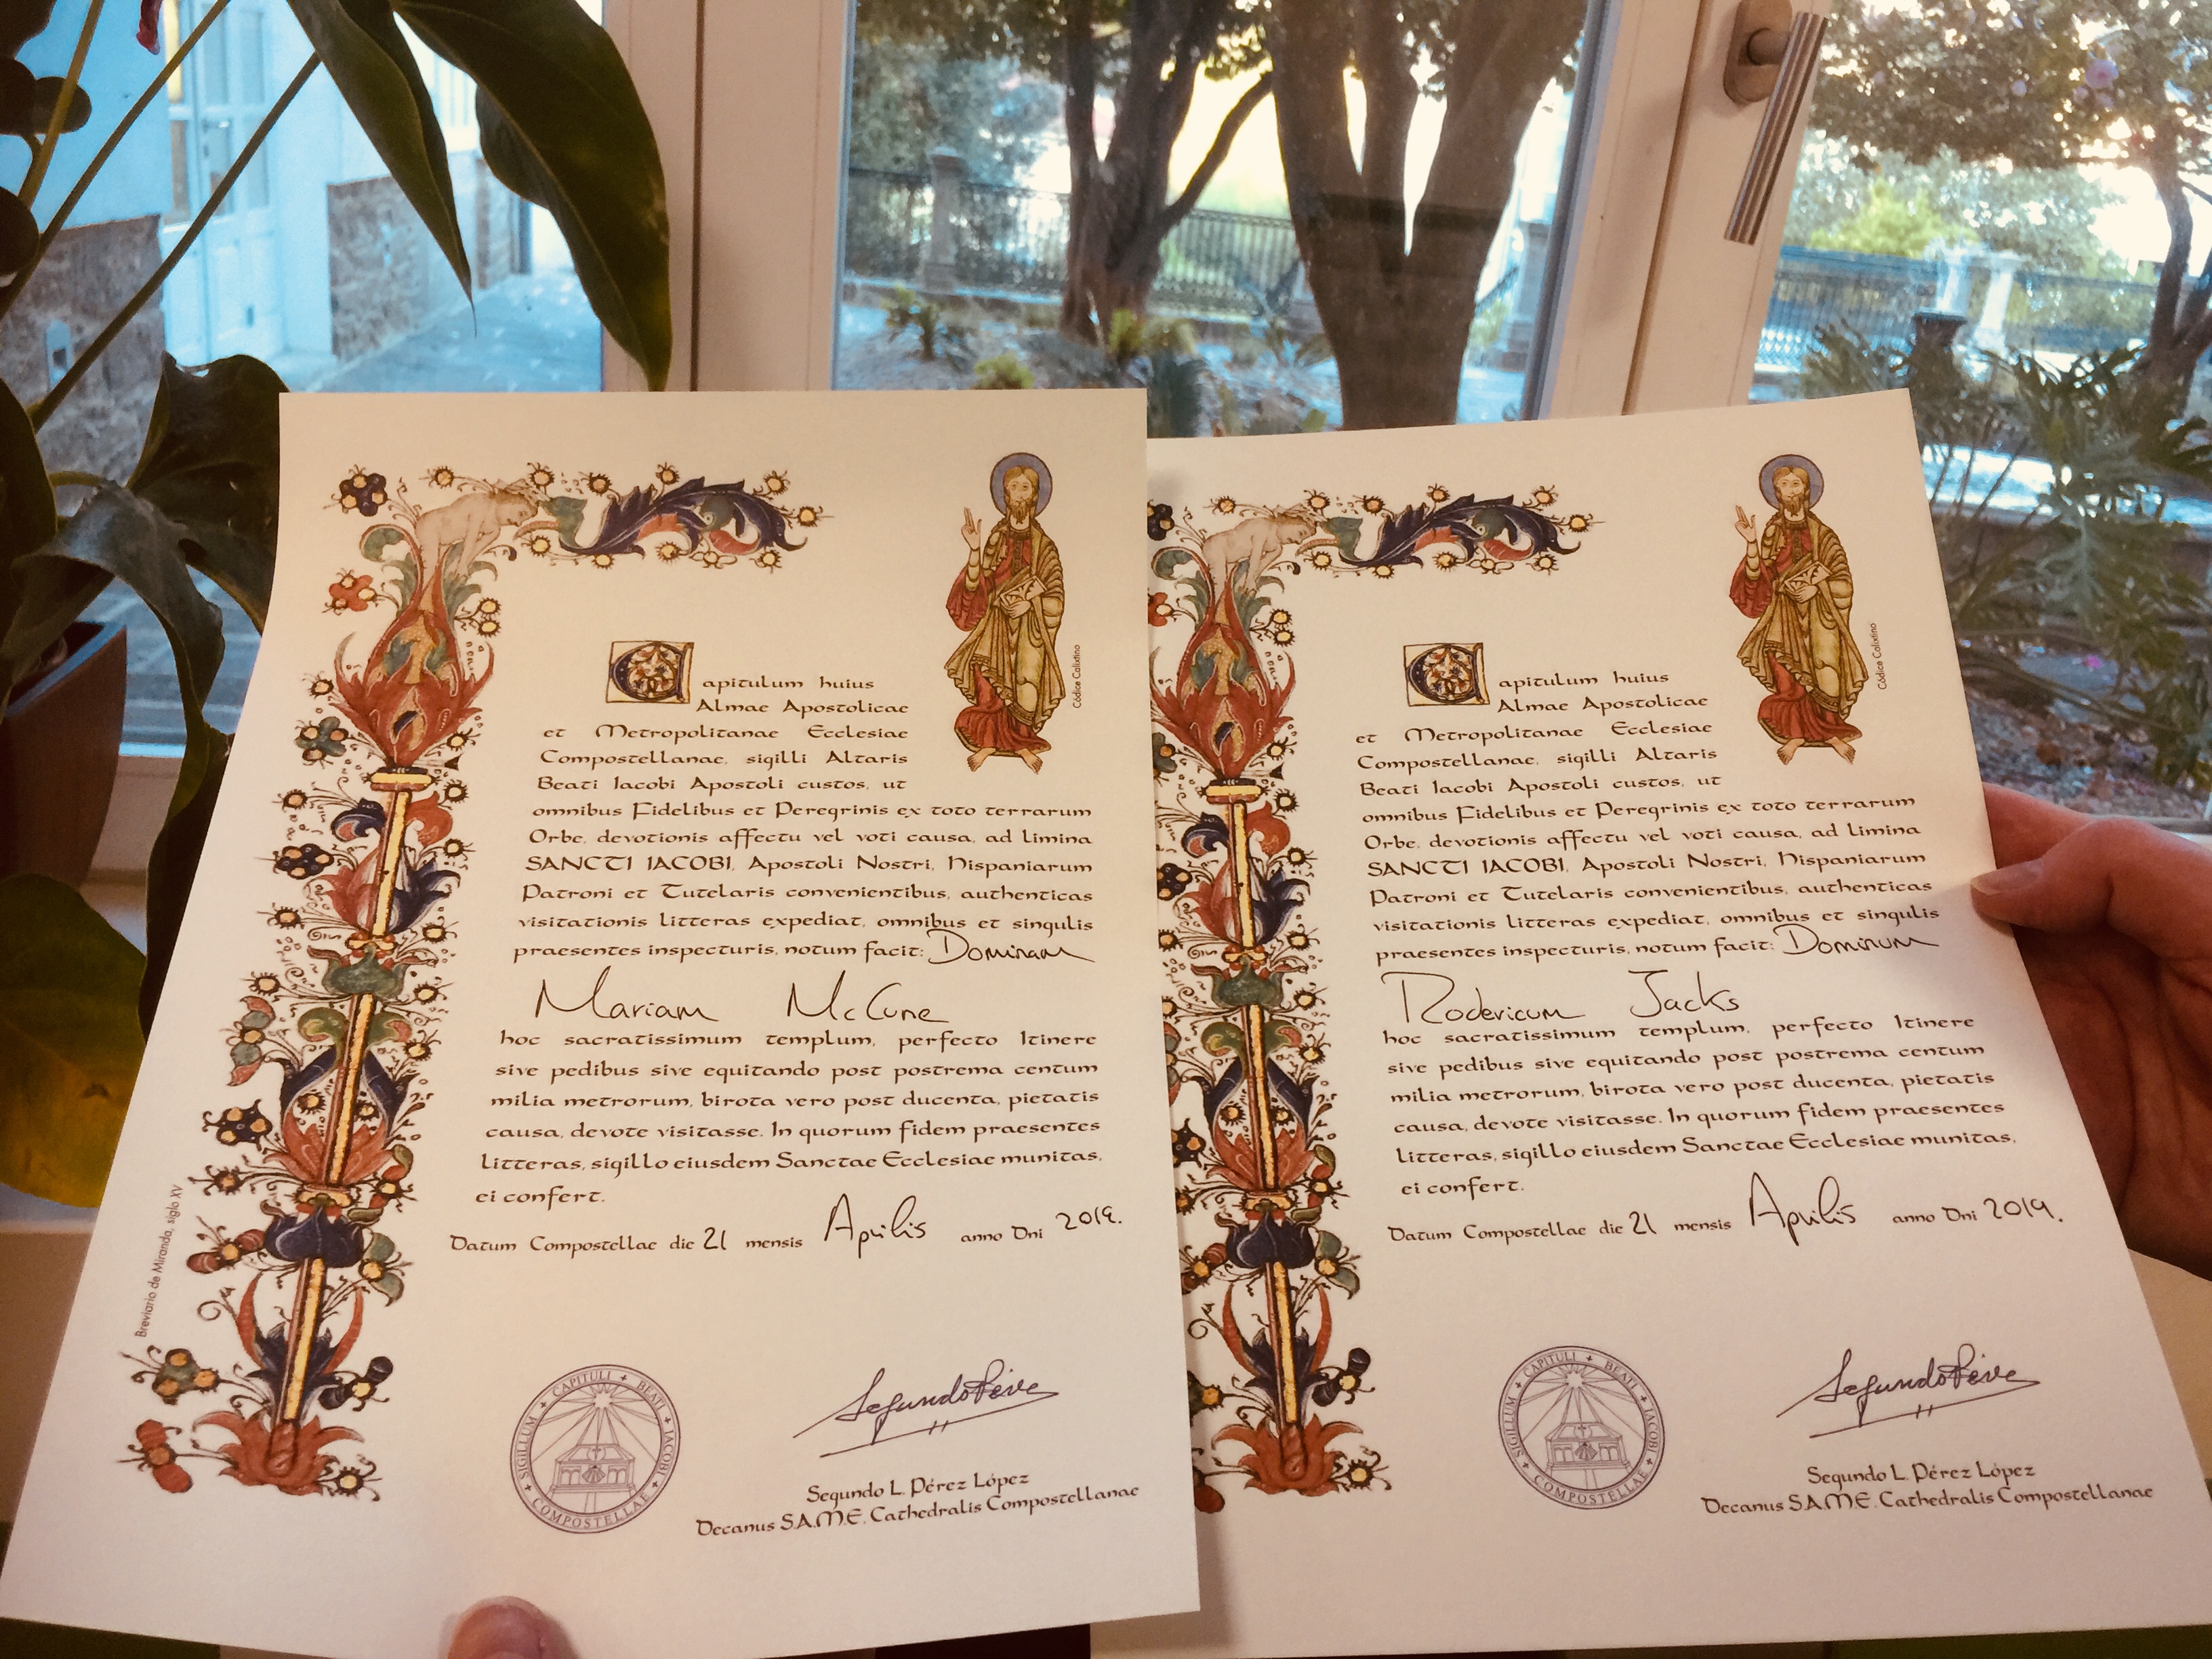 Capitulum huius
Almae Apostolicae
et Metropolitanae Ecclesiae
Compostellanae, sigilli Altaris
Beati Iacobi Apostoli custos, ut
omnibus Fidelibus et Peregrinis ex toto terrarum
Orbe, devotionis affectu vel voti causa, ad limina
SANCTI IACOBI, Apostoli Nostri, Hispaniarum
Patroni et Tutelaris convenientibus, authenticas
visitationis litteras expediat, omnibus et singulis
praesentes inspecturis, notum facit: Dominam
Mariam McCune
hoc sacratissimum templum, perfecto Itinere
sive pedibus sive equitando post postrema centum
milia metrorum, birota vero post ducenta, pietatis
causa, devote visitasse. In quorum fidem praesentes
litteras, sigillo eiusdem Sanctae Ecclesiae munitas,
ei confert.
Datum Compostellae die 21 mensis Aprilis anno Dni 2019.
Códice Calixtino
Breviario de Miranda, siglo XV
SIGILLUM + CAPITULI + BEATI + IACOBI + COMPOSTELLAE +
Segundo Pérez
Segundo L. Pérez López
Decanus S.A.M.E. Cathedralis Compostellanae
Capitulum huius
Almae Apostolicae
et Metropolitanae Ecclesiae
Compostellanae, sigilli Altaris
Beati Iacobi Apostoli custos, ut
omnibus Fidelibus et Peregrinis ex toto terrarum
Orbe, devotionis affectu vel voti causa, ad limina
SANCTI IACOBI, Apostoli Nostri, Hispaniarum
Patroni et Tutelaris convenientibus, authenticas
visitationis litteras expediat, omnibus et singulis
praesentes inspecturis, notum facit: Dominum
Rodericum Jacks
hoc sacratissimum templum, perfecto Itinere
sive pedibus sive equitando post postrema centum
milia metrorum, birota vero post ducenta, pietatis
causa, devote visitasse. In quorum fidem praesentes
litteras, sigillo eiusdem Sanctae Ecclesiae munitas,
ei confert.
Datum Compostellae die 21 mensis Aprilis anno Dni 2019.
Códice Calixtino
SIGILLUM + CAPITULI + BEATI + IACOBI + COMPOSTELLAE +
Segundo Pérez
Segundo L. Pérez López
Decanus S.A.M.E. Cathedralis Compostellanae